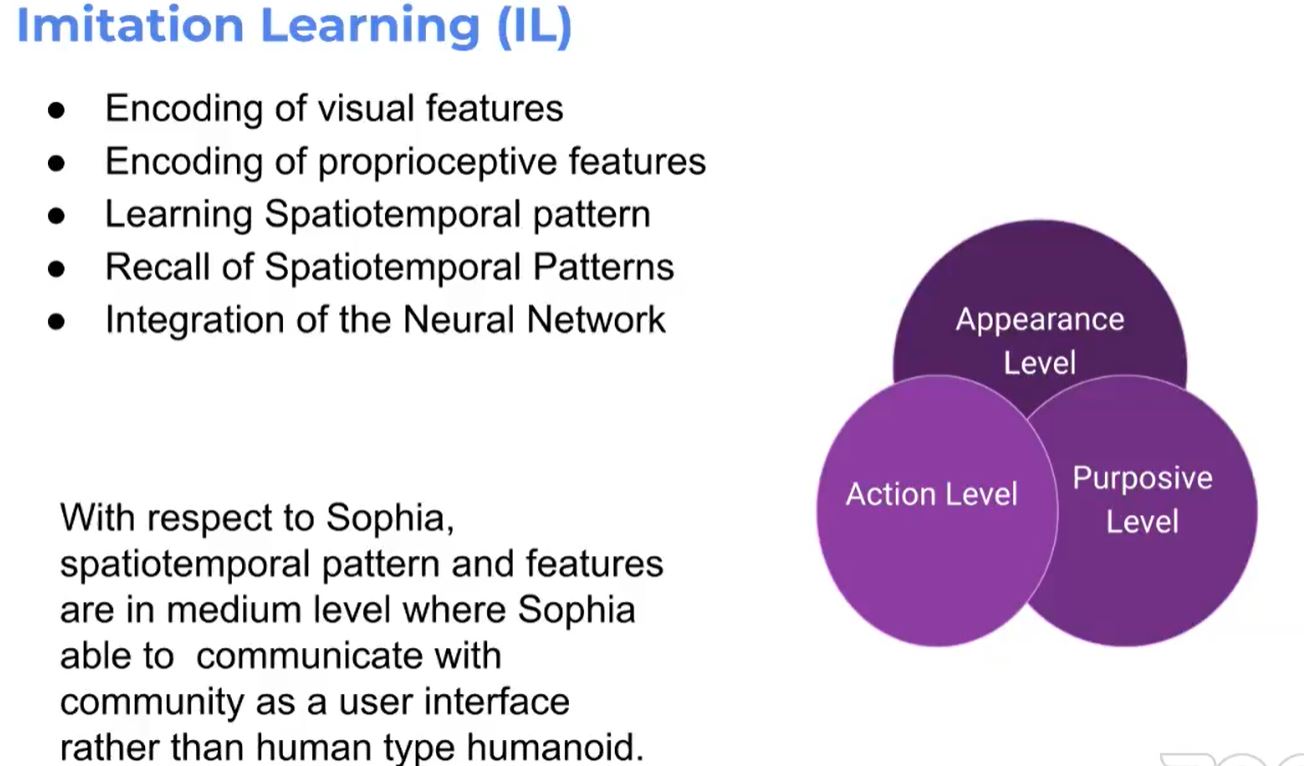 Imitation Learning (IL)
● Encoding of visual features
● Encoding of proprioceptive features
● Learning Spatiotemporal pattern
● Recall of Spatiotemporal Patterns
● Integration of the Neural Network
Appearance
Level
Action Level
Purposive
Level
With respect to Sophia,
spatiotemporal pattern and features
are in medium level where Sophia
able to  communicate with
community as a user interface
rather than human type humanoid.